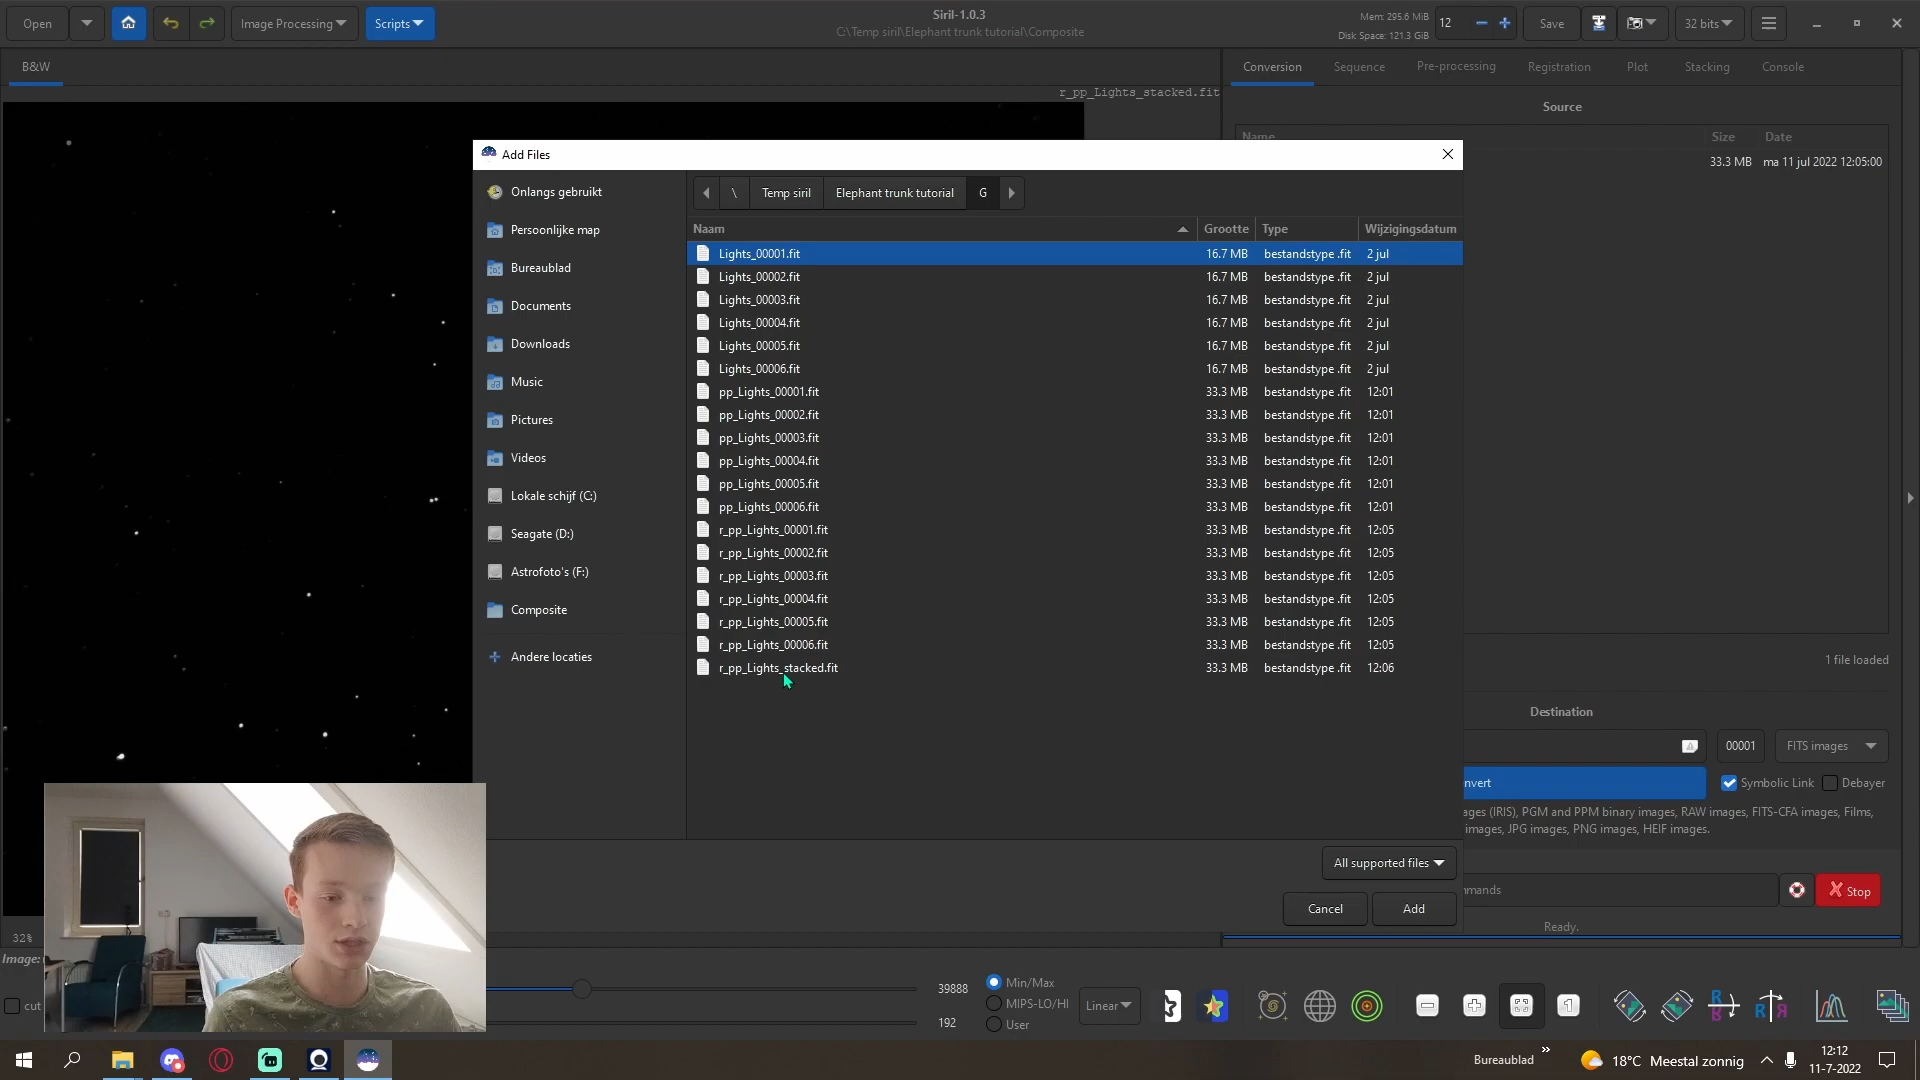 Open
Image Processing
Scripts
Siril-1.0.3
C:\Temp siril\Elephant trunk tutorial\Composite
Mem: 295.6 MiB
Disk Space: 121.3 GiB
12
Save
32 bits
B&W
Conversion
Sequence
Pre-processing
Registration
Plot
Stacking
Console
r_pp_Lights_stacked.fit
Source
Name
Size
Date
33.3 MB
ma 11 jul 2022 12:05:00
Add Files
\
Temp siril
Elephant trunk tutorial
G
Onlangs gebruikt
Persoonlijke map
Bureaublad
Documents
Downloads
Music
Pictures
Videos
Lokale schijf (C:)
Seagate (D:)
Astrofoto's (F:)
Composite
Andere locaties
Naam Grootte Type Wijzigingsdatum
Lights_00001.fit 16.7 MB bestandstype .fit 2 jul
Lights_00002.fit 16.7 MB bestandstype .fit 2 jul
Lights_00003.fit 16.7 MB bestandstype .fit 2 jul
Lights_00004.fit 16.7 MB bestandstype .fit 2 jul
Lights_00005.fit 16.7 MB bestandstype .fit 2 jul
Lights_00006.fit 16.7 MB bestandstype .fit 2 jul
pp_Lights_00001.fit 33.3 MB bestandstype .fit 12:01
pp_Lights_00002.fit 33.3 MB bestandstype .fit 12:01
pp_Lights_00003.fit 33.3 MB bestandstype .fit 12:01
pp_Lights_00004.fit 33.3 MB bestandstype .fit 12:01
pp_Lights_00005.fit 33.3 MB bestandstype .fit 12:01
pp_Lights_00006.fit 33.3 MB bestandstype .fit 12:01
r_pp_Lights_00001.fit 33.3 MB bestandstype .fit 12:05
r_pp_Lights_00002.fit 33.3 MB bestandstype .fit 12:05
r_pp_Lights_00003.fit 33.3 MB bestandstype .fit 12:05
r_pp_Lights_00004.fit 33.3 MB bestandstype .fit 12:05
r_pp_Lights_00005.fit 33.3 MB bestandstype .fit 12:05
r_pp_Lights_00006.fit 33.3 MB bestandstype .fit 12:05
r_pp_Lights_stacked.fit 33.3 MB bestandstype .fit 12:06
All supported files
Cancel
Add
1 file loaded
Destination
00001
FITS images
nvert
Symbolic Link
Debayer
ages (IRIS), PGM and PPM binary images, RAW images, FITS-CFA images, Films,
images, JPG images, PNG images, HEIF images.
mmands
Stop
Ready.
32%
Image:
cut
39888
192
Min/Max
MIPS-LO/HI
User
Linear
1
R
R
R R
Bureaublad
18°C Meestal zonnig
12:12
11-7-2022